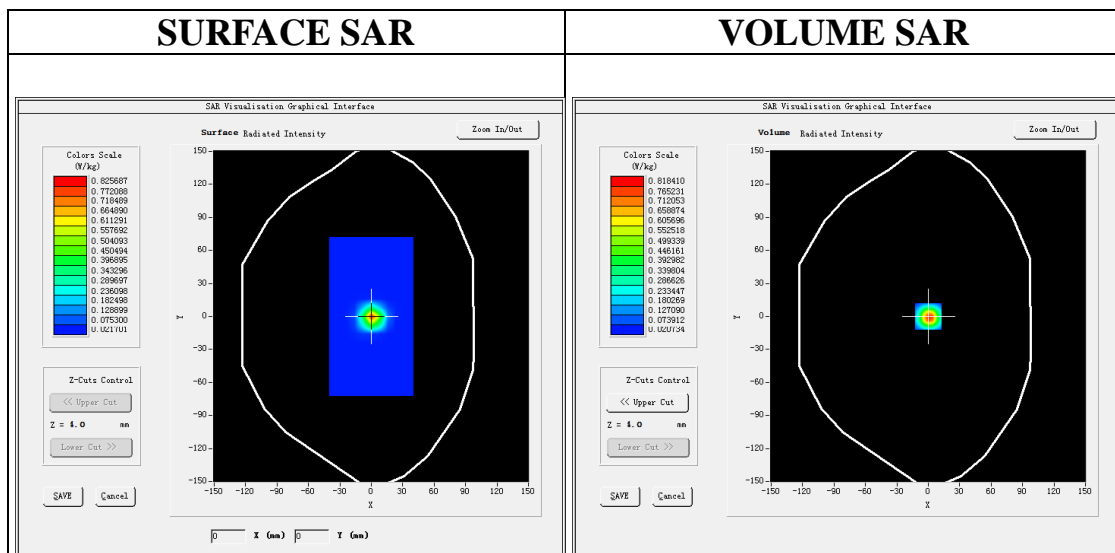 SURFACE SAR
VOLUME SAR
SAR Visualisation Graphical Interface
Surface Radiated Intensity
Zoom In/Out
Colors Scale
(W/kg)
0.825687
0.772088
0.718489
0.664890
0.611291
0.557692
0.504093
0.450494
0.396895
0.343296
0.289697
0.236098
0.182498
0.128899
0.075300
0.021701
150
120
90
60
30
0
-30
-60
-90
-120
-150
Y
-150 -120 -90 -60 -30 0 30 60 90 120 150
X
Z-Cuts Control
<< Upper Cut
Z = 4.0 mm
Lower Cut >>
SAVE
Cancel
0 X (mm) 0 Y (mm)
SAR Visualisation Graphical Interface
Volume Radiated Intensity
Zoom In/Out
Colors Scale
(W/kg)
0.818410
0.765231
0.712053
0.658874
0.605696
0.552518
0.499339
0.446161
0.392982
0.339804
0.286626
0.233447
0.180269
0.127090
0.073912
0.020734
150
120
90
60
30
0
-30
-60
-90
-120
-150
Y
-150 -120 -90 -60 -30 0 30 60 90 120 150
X
Z-Cuts Control
<< Upper Cut
Z = 4.0 mm
Lower Cut >>
SAVE
Cancel